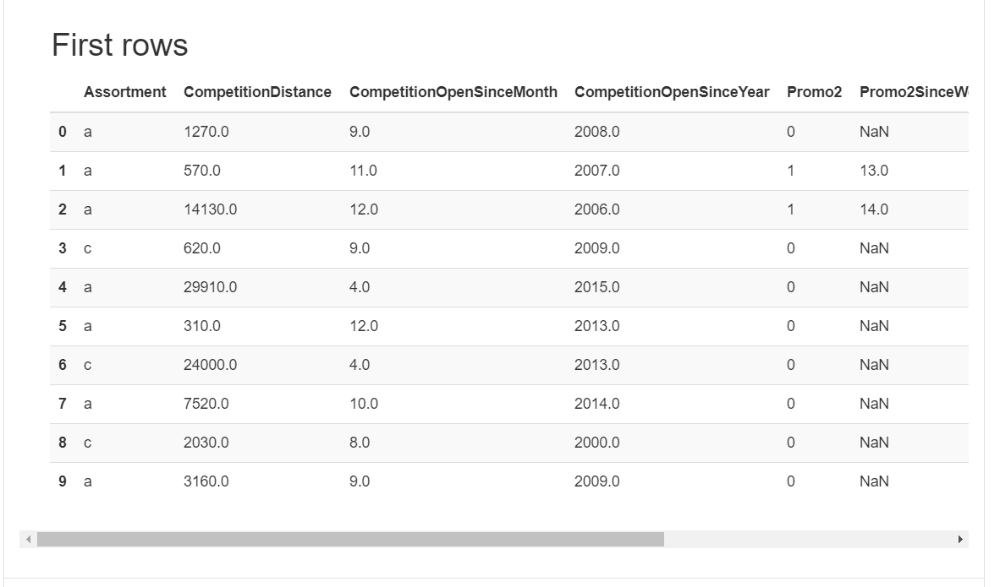 First rows
Assortment CompetitionDistance CompetitionOpenSinceMonth CompetitionOpenSinceYear Promo2
0 a 1270.0 9.0 2008.0 0 NaN
1 a 570.0 11.0 2007.0 1 13.0
2 a 14130.0 12.0 2006.0 1 14.0
3 c 620.0 9.0 2009.0 0 NaN
4 a 29910.0 4.0 2015.0 0 NaN
5 a 310.0 12.0 2013.0 0 NaN
6 c 24000.0 4.0 2013.0 0 NaN
7 a 7520.0 10.0 2014.0 0 NaN
8 c 2030.0 8.0 2000.0 0 NaN
9 a 3160.0 9.0 2009.0 0 NaN